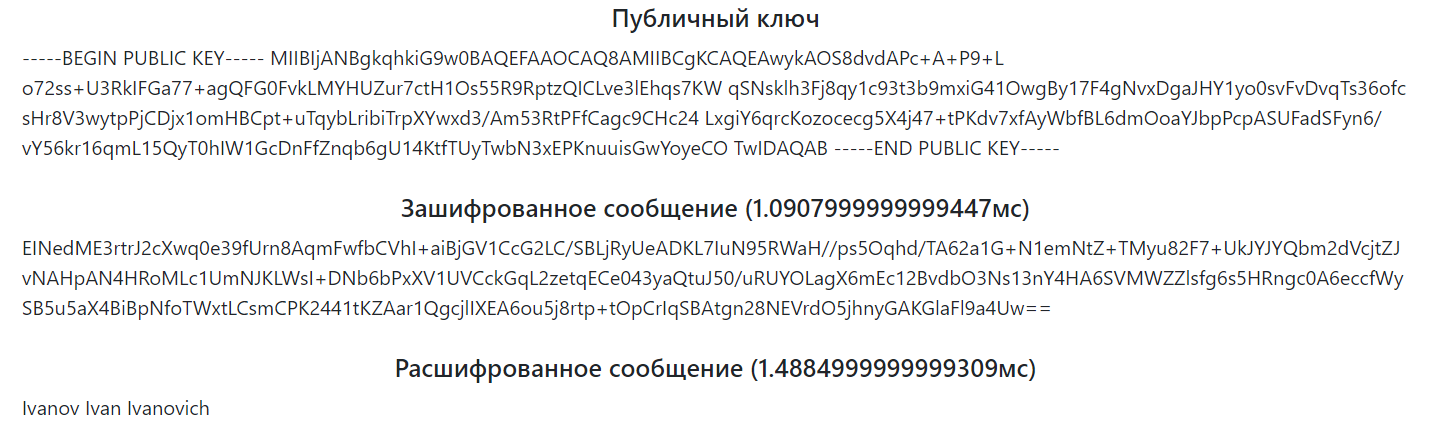 Публичный ключ
-----BEGIN PUBLIC KEY----- MIIBIjANBgkqhkiG9w0BAQEFAAOCAQ8AMIIBCgKCAQEAwykAOS8dvdAPc+A+P9+L
o72ss+U3RkIFGa77+agQFG0FvkLMYHUZur7ctH1Os55R9RptzQICLve3lEhqs7KW qSNsklh3Fj8qy1c93t3b9mxiG41OwgBy17F4gNvxDgaJHY1yo0svFvDvqTs36ofc
sHr8V3wytpPjCDjx1omHBCpt+uTqybLribiTrpXYwxd3/Am53RtPFfCagc9CHc24 LxgiY6qrcKozocecg5X4j47+tPKdv7xfAyWbfBL6dmOoaYJbpPcpASUFadSFyn6/
vY56kr16qmL15QyT0hIW1GcDnFfZnqb6gU14KtfTUyTwbN3xEPKnuuisGwYoyeCO TwIDAQAB -----END PUBLIC KEY-----
Зашифрованное сообщение (1.0907999999999447мс)
EINedME3rtrJ2cXwq0e39fUrn8AqmFwfbCVhI+aiBjGV1CcG2LC/SBLjRyUeADKL7IuN95RWaH//ps5Oqhd/TA62a1G+N1emNtZ+TMyu82F7+UkJYJYQbm2dVcjtZJ
vNAHpAN4HRoMLc1UmNJKLWsI+DNb6bPxXV1UVCckGqL2zetqECe043yaQtuJ50/uRUYOLagX6mEc12BvdbO3Ns13nY4HA6SVMWZZlsfg6s5HRngc0A6eccfWy
SB5u5aX4BiBpNfoTWxtLCsmCPK2441tKZAar1QgcjlIXEA6ou5j8rtp+tOpCrIqSBAtgn28NEVrdO5jhnyGAKGlaFl9a4Uw==
Расшифрованное сообщение (1.4884999999999309мс)
Ivanov Ivan Ivanovich